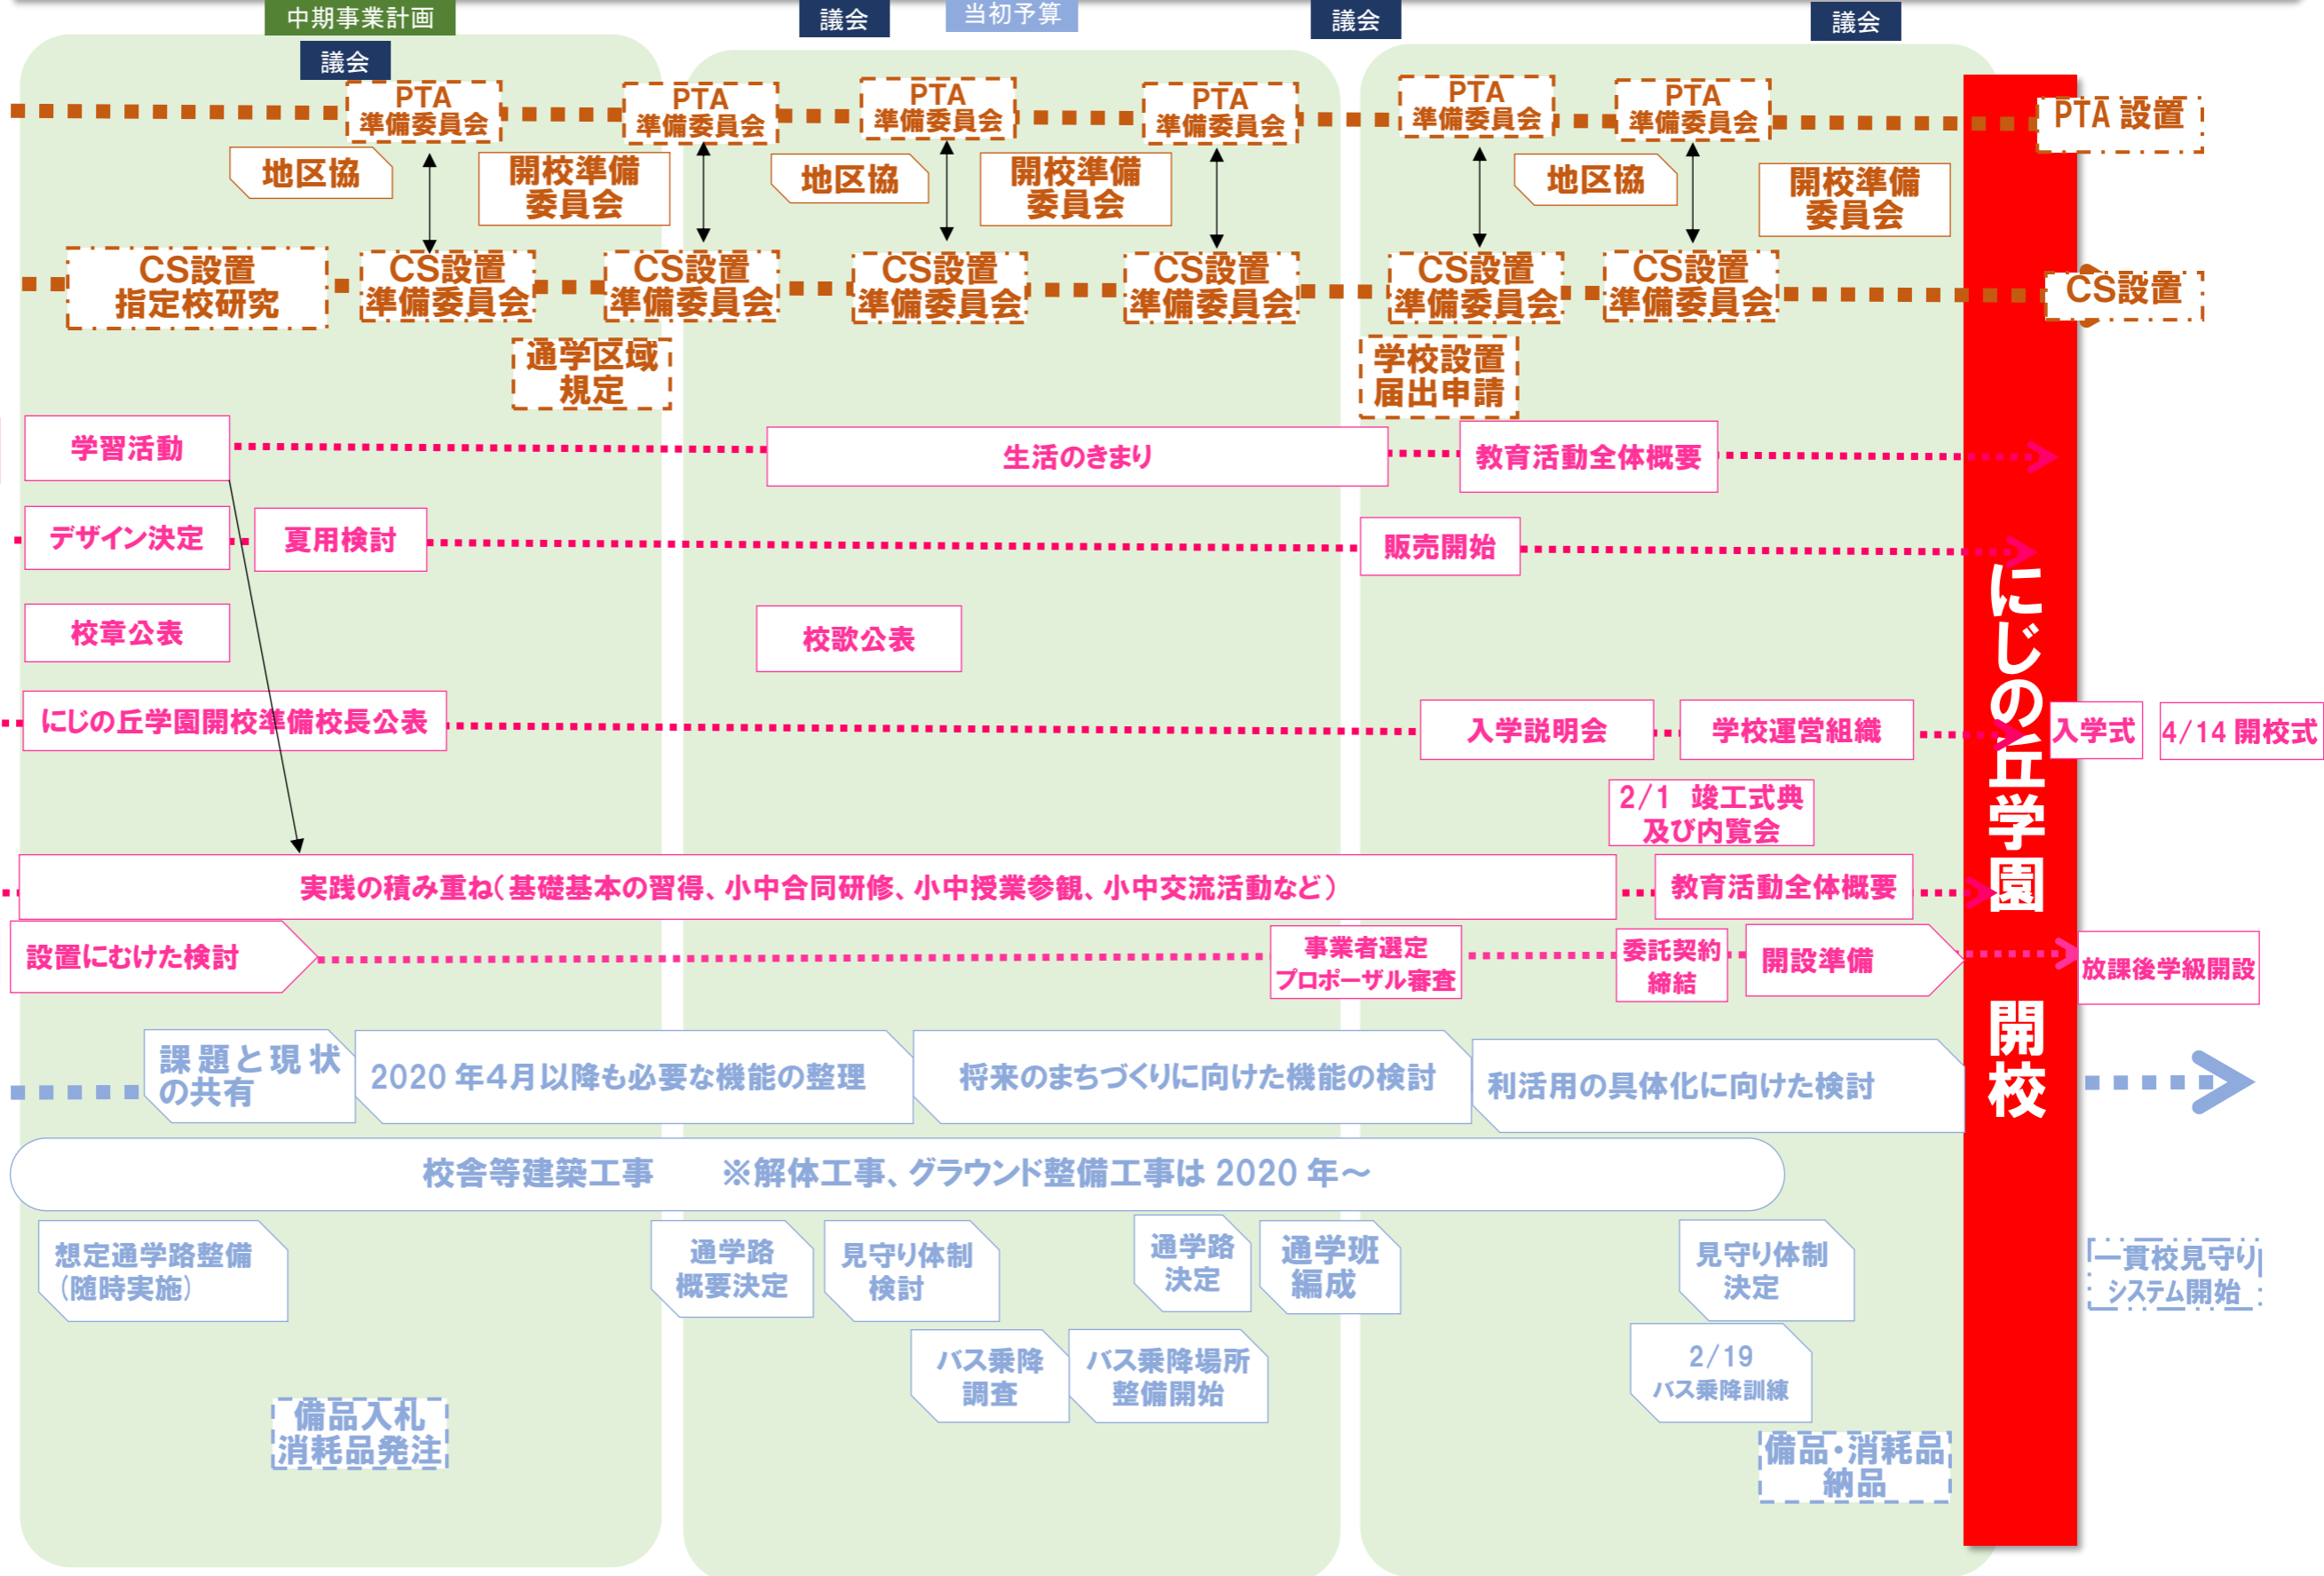 中期事業計画
議会
議会
当初予算
議会
議会
PTA
準備委員会
PTA
準備委員会
PTA
準備委員会
PTA
準備委員会
PTA
準備委員会
PTA
準備委員会
PTA 設置
地区協
開校準備
委員会
地区協
開校準備
委員会
地区協
開校準備
委員会
CS設置
指定校研究
CS設置
準備委員会
CS設置
準備委員会
CS設置
準備委員会
CS設置
準備委員会
CS設置
準備委員会
CS設置
準備委員会
CS設置
通学区域
規定
学校設置
届出申請
学習活動
生活のきまり
教育活動全体概要
デザイン決定
夏用検討
販売開始
校章公表
校歌公表
にじの丘学園開校準備校長公表
入学説明会
学校運営組織
入学式
4/14 開校式
2/1 竣工式典
及び内覧会
実践の積み重ね(基礎基本の習得、小中合同研修、小中授業参観、小中交流活動など)
教育活動全体概要
設置にむけた検討
事業者選定
プロポーザル審査
委託契約
締結
開設準備
放課後学級開設
にじの丘学園 開校
課題と現状
の共有
2020 年4月以降も必要な機能の整理
将来のまちづくりに向けた機能の検討
利活用の具体化に向けた検討
校舎等建築工事 ※解体工事、グラウンド整備工事は 2020 年~
想定通学路整備
(随時実施)
通学路
概要決定
見守り体制
検討
通学路
決定
通学班
編成
見守り体制
決定
一貫校見守り
システム開始
バス乗降
調査
バス乗降場所
整備開始
2/19
バス乗降訓練
備品入札
消耗品発注
備品・消耗品
納品